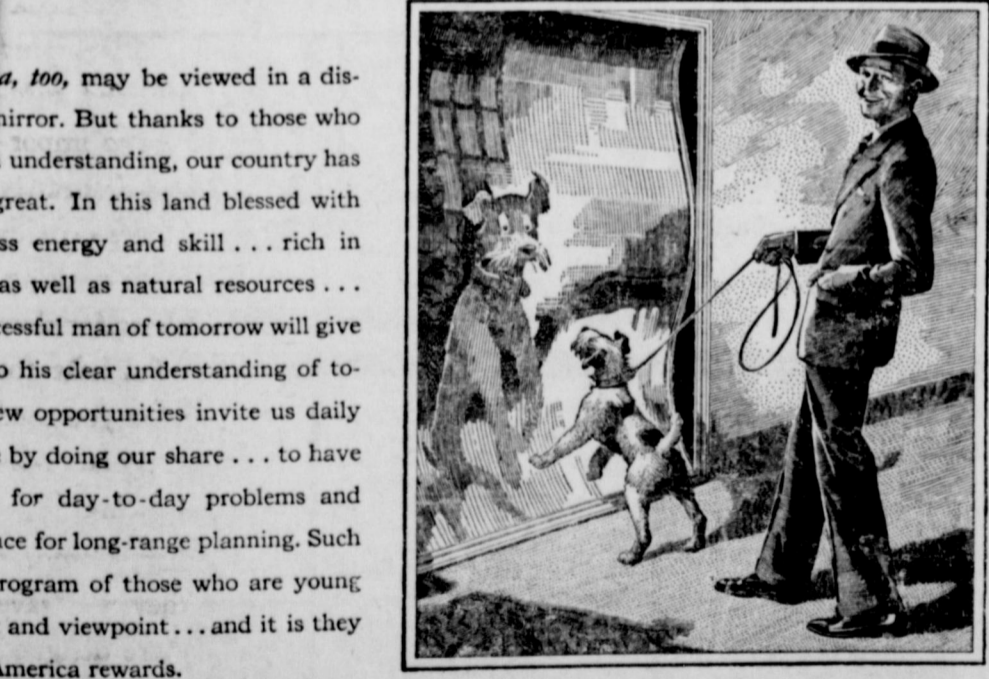 a, too, may be viewed in a dis-
mirror. But thanks to those who
understanding, our country has
great. In this land blessed with
ss energy and skill . . . rich in
as well as natural resources . . .
essful man of tomorrow will give
o his clear understanding of to-
ew opportunities invite us daily
by doing our share . . . to have
for day-to-day problems and
nce for long-range planning. Such
rogram of those who are young
and viewpoint . . . and it is they
America rewards.